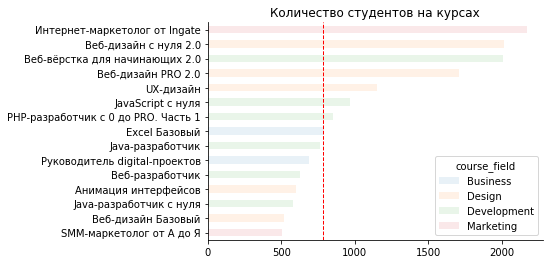 Количество студентов на курсах
Интернет-маркетолог от Ingate
Веб-дизайн с нуля 2.0
Веб-вёрстка для начинающих 2.0
Веб-дизайн PRO 2.0
UX-дизайн
JavaScript с нуля
PHP-разработчик с 0 до PRO. Часть 1
Excel Базовый
Java-разработчик
Руководитель digital-проектов
Веб-разработчик
Анимация интерфейсов
Java-разработчик с нуля
Веб-дизайн Базовый
SMM-маркетолог от А до Я
course_field
Business
Design
Development
Marketing
0 500 1000 1500 2000